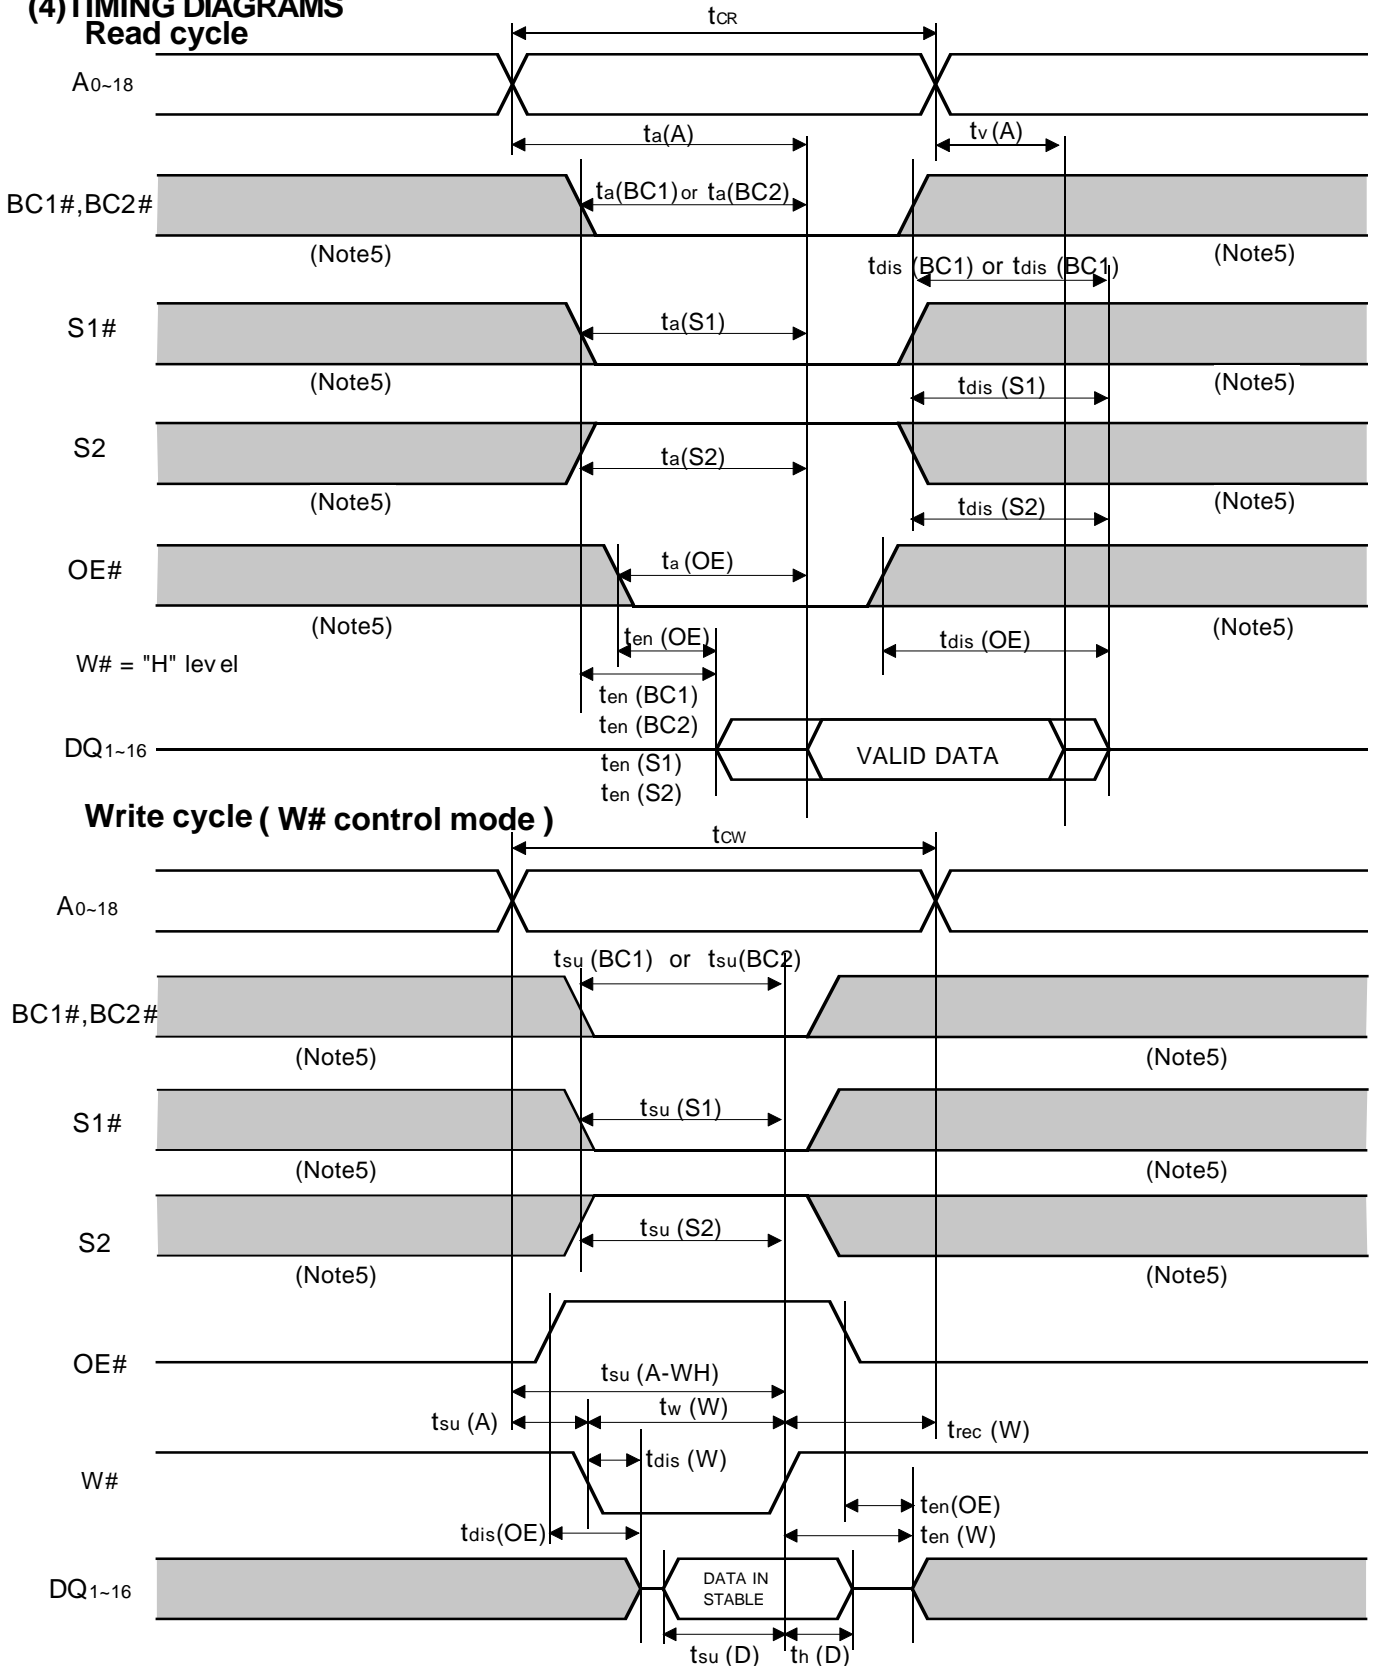 (4)TIMING DIAGRAMS
Read cycle
tCR
A0~18
ta(A)
tv (A)
BC1#,BC2#
ta(BC1) or ta(BC2)
(Note5)
(Note5)
tdis (BC1) or tdis (BC1)
S1#
ta(S1)
(Note5)
(Note5)
tdis (S1)
S2
ta(S2)
(Note5)
(Note5)
tdis (S2)
OE#
ta (OE)
(Note5)
(Note5)
ten (OE)
tdis (OE)
W# = "H" level
ten (BC1)
ten (BC2)
DQ1~16
VALID DATA
ten (S1)
ten (S2)
Write cycle ( W# control mode )
tCW
A0~18
tsu (BC1) or tsu(BC2)
BC1#,BC2#
(Note5)
(Note5)
S1#
tsu (S1)
(Note5)
(Note5)
S2
tsu (S2)
(Note5)
(Note5)
OE#
tsu (A-WH)
tsu (A)
tw (W)
trec (W)
W#
tdis (W)
ten(OE)
tdis(OE)
ten (W)
DQ1~16
DATA IN
STABLE
tsu (D)
th (D)